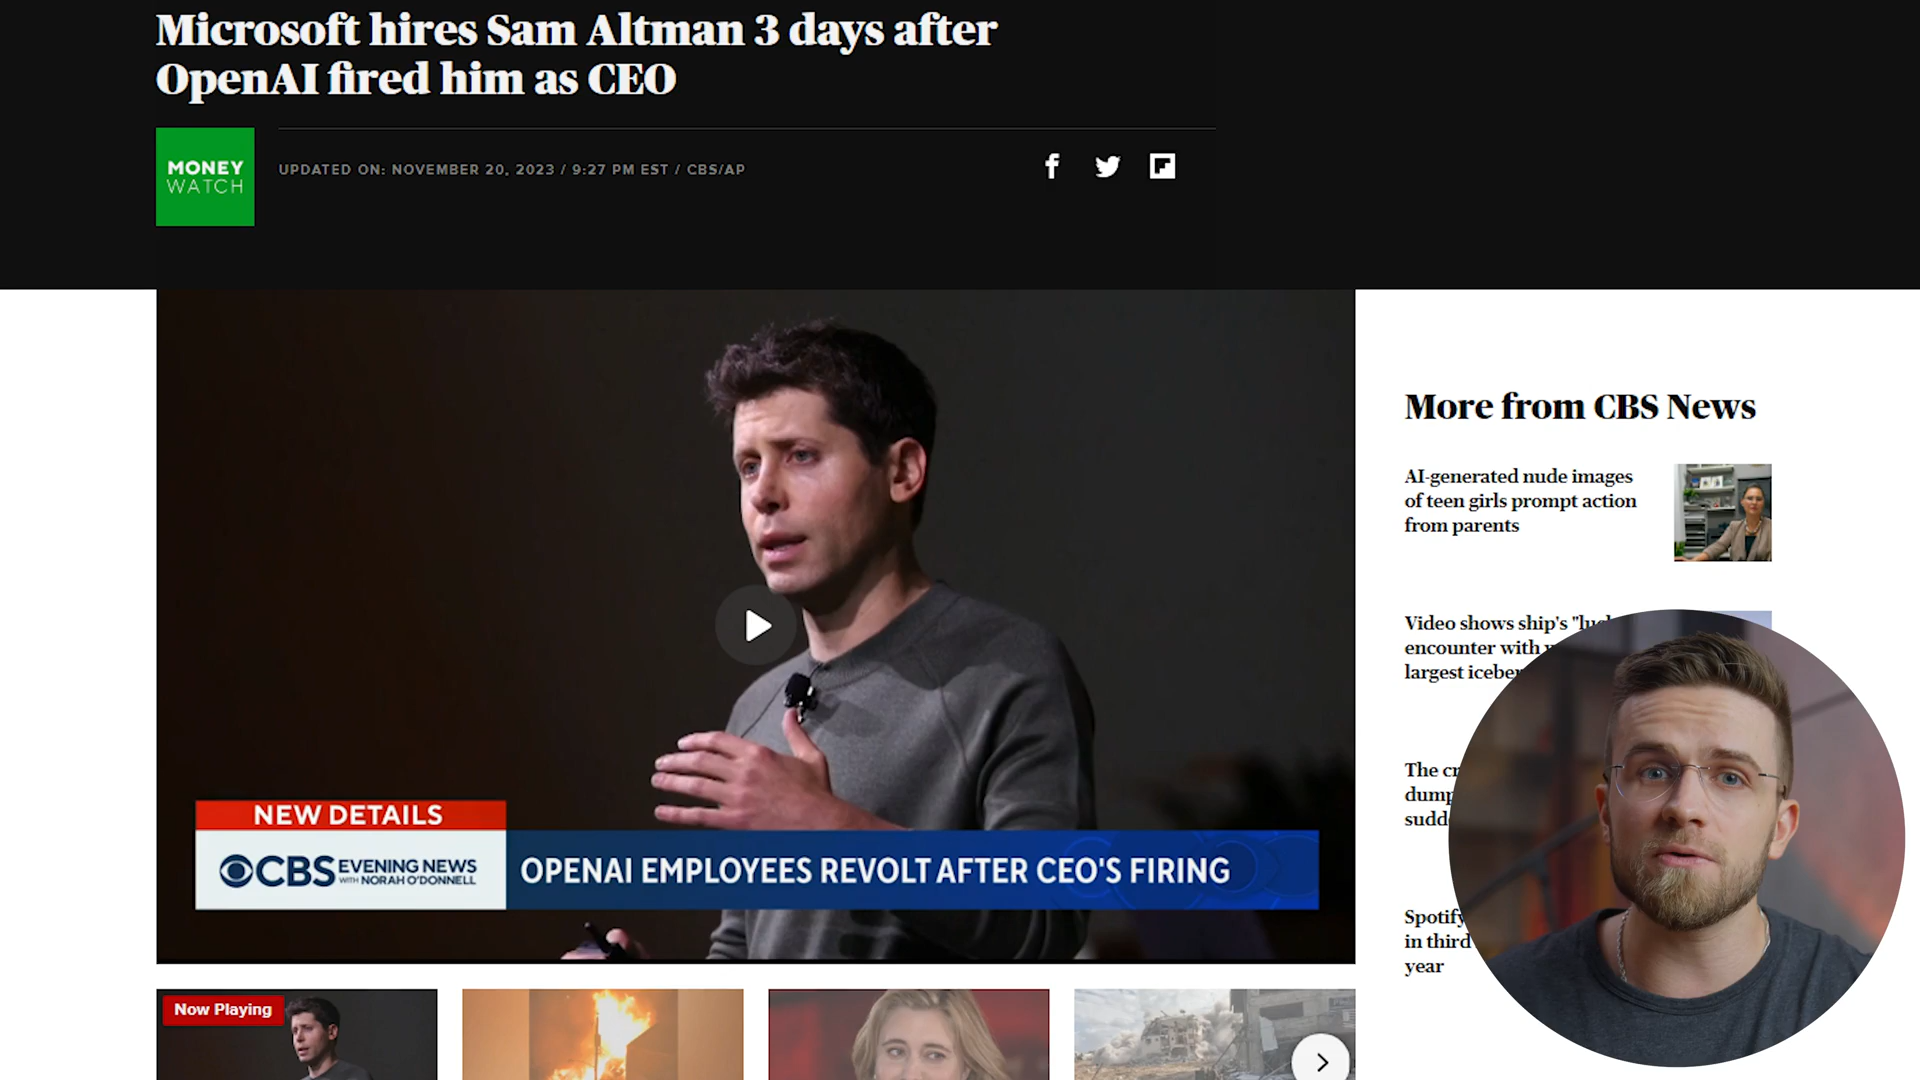 Microsoft hires Sam Altman 3 days after
OpenAI fired him as CEO
MONEY
WATCH
UPDATED ON: NOVEMBER 20, 2023 / 9:27 PM EST / CBS/AP
More from CBS News
AI-generated nude images
of teen girls prompt action
from parents
Video shows ship's
encounter with
largest
The
Spotify
in third
year
NEW DETAILS
CBS EVENING NEWS
WITH NORAH O'DONNELL
OPENAI EMPLOYEES REVOLT AFTER CEO'S FIRING
Now Playing